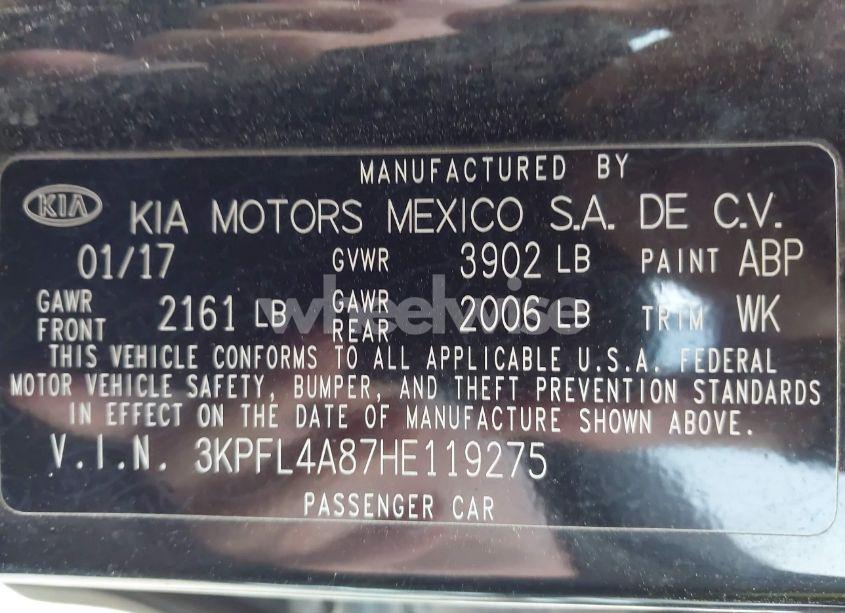 MANUFACTURED BY
KIA KIA MOTORS MEXICO S.A. DE C.V.
01/17 GVWR 3902 LB PAINT ABP
GAWR FRONT 2161 LB GAWR REAR 2006 LB TRIM WK
wheelwise
THIS VEHICLE CONFORMS TO ALL APPLICABLE U.S.A. FEDERAL
MOTOR VEHICLE SAFETY, BUMPER, AND THEFT PREVENTION STANDARDS
IN EFFECT ON THE DATE OF MANUFACTURE SHOWN ABOVE.
V.I.N. 3KPFL4A87HE119275
PASSENGER CAR